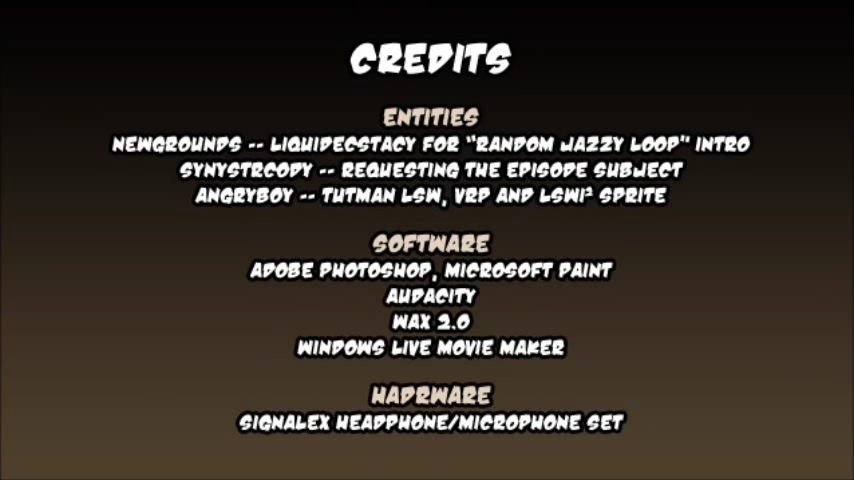 CREDITS
ENTITIES
NEWGROUNDS -- LIQUIDECSTACY FOR "RANDOM JAZZY LOOP" INTRO
SYNYSTRCODY -- REQUESTING THE EPISODE SUBJECT
ANGRYBOY -- TUTMAN LSW, VRP AND LSWI² SPRITE
SOFTWARE
ADOBE PHOTOSHOP, MICROSOFT PAINT
AUDACITY
WAX 2.0
WINDOWS LIVE MOVIE MAKER
HADRWARE
SIGNALEX HEADPHONE/MICROPHONE SET